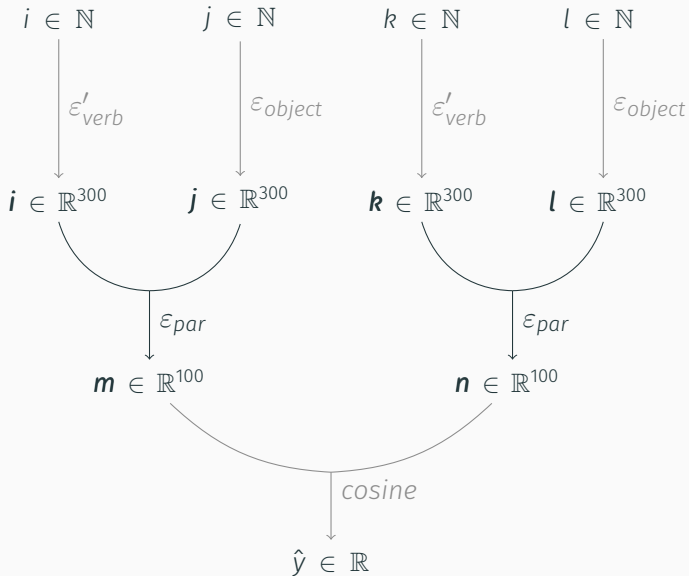 i ∈ ℕ j ∈ ℕ k ∈ ℕ l ∈ ℕ
ε′verb εobject ε′verb εobject
i ∈ ℝ³⁰⁰ j ∈ ℝ³⁰⁰ k ∈ ℝ³⁰⁰ l ∈ ℝ³⁰⁰
εpar εpar
m ∈ ℝ¹⁰⁰ n ∈ ℝ¹⁰⁰
cosine
ŷ ∈ ℝ